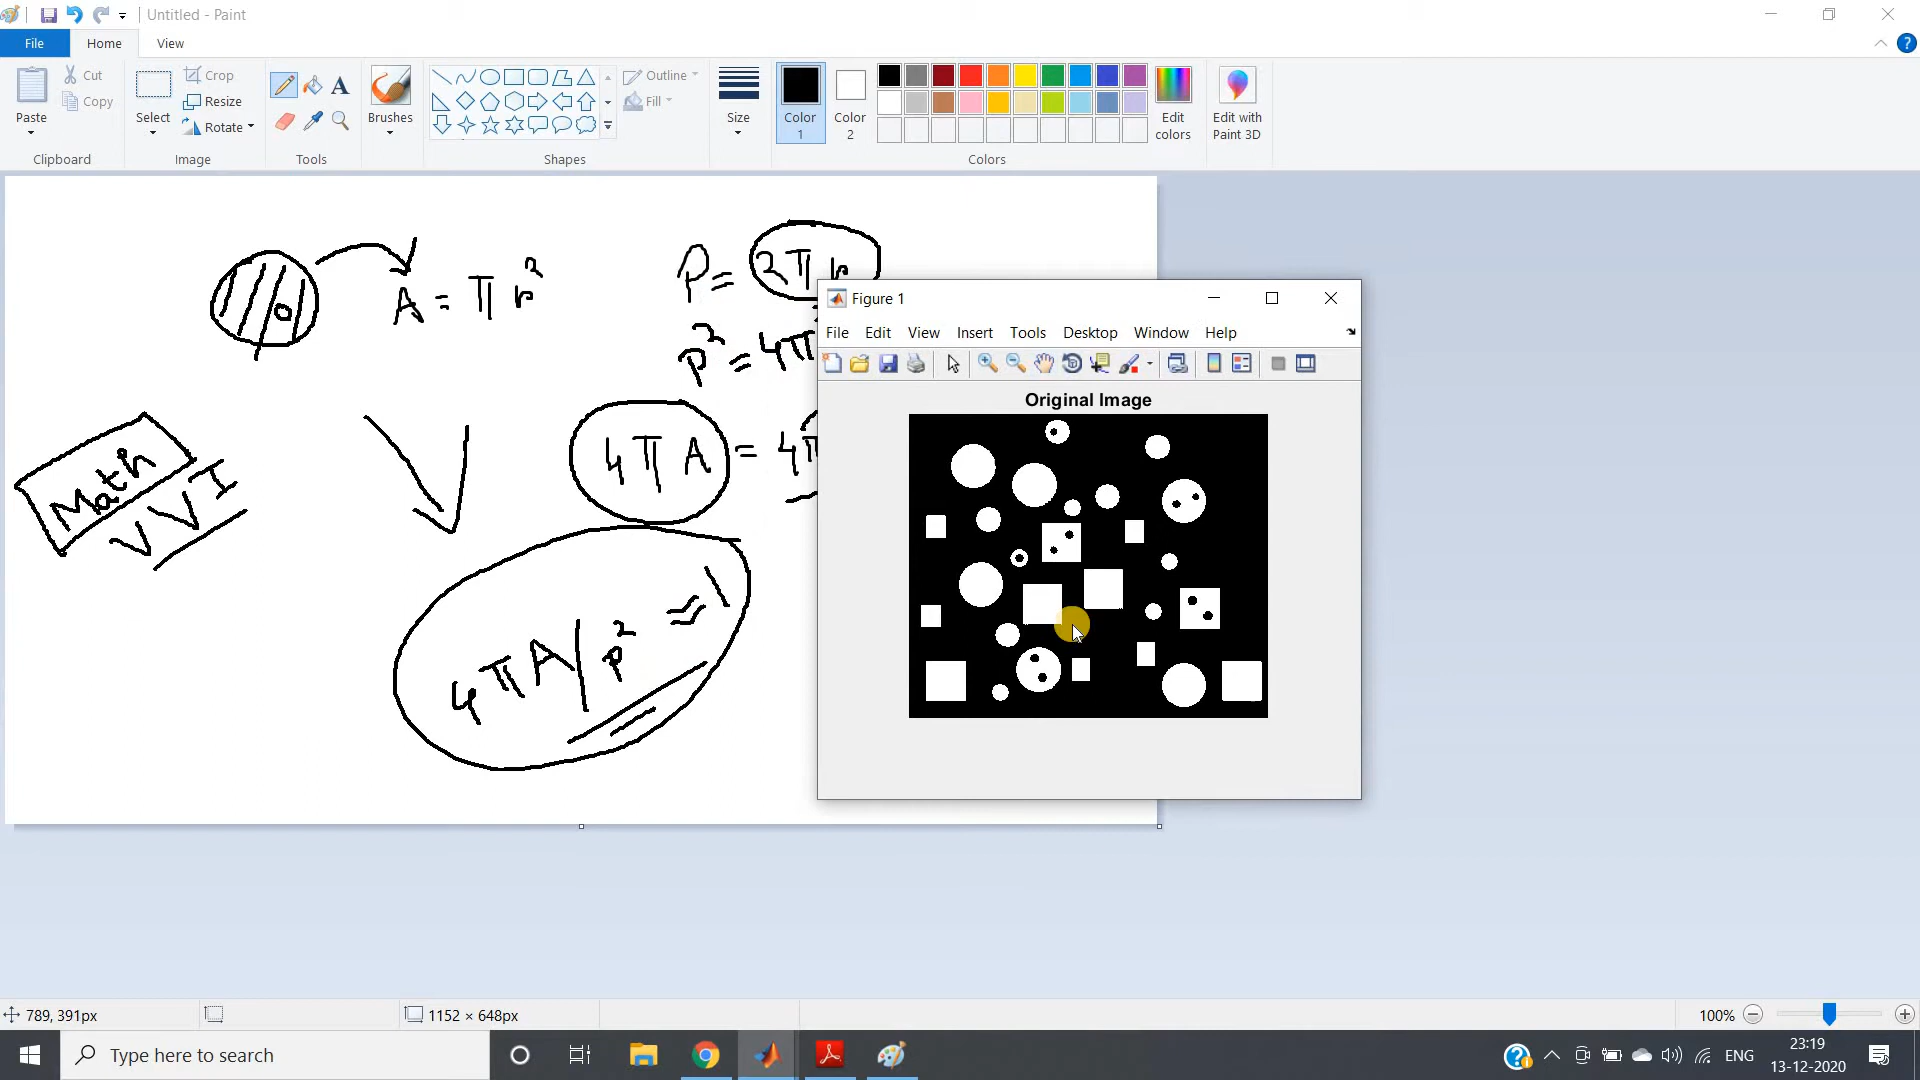 Untitled - Paint
File Home View
Paste
Cut
Copy
Clipboard
Select
Crop
Resize
Rotate
Image
Tools
Brushes
Shapes
Outline
Fill
Size
Color 1
Color 2
Colors
Edit colors
Edit with Paint 3D
A = π r²
P = 2πr
P² = 4π
4πA = 4π
Math
VVI
4πA/P² ≈ 1
Figure 1
File Edit View Insert Tools Desktop Window Help
Original Image
789, 391px
1152 × 648px
100%
Type here to search
ENG
23:19
13-12-2020